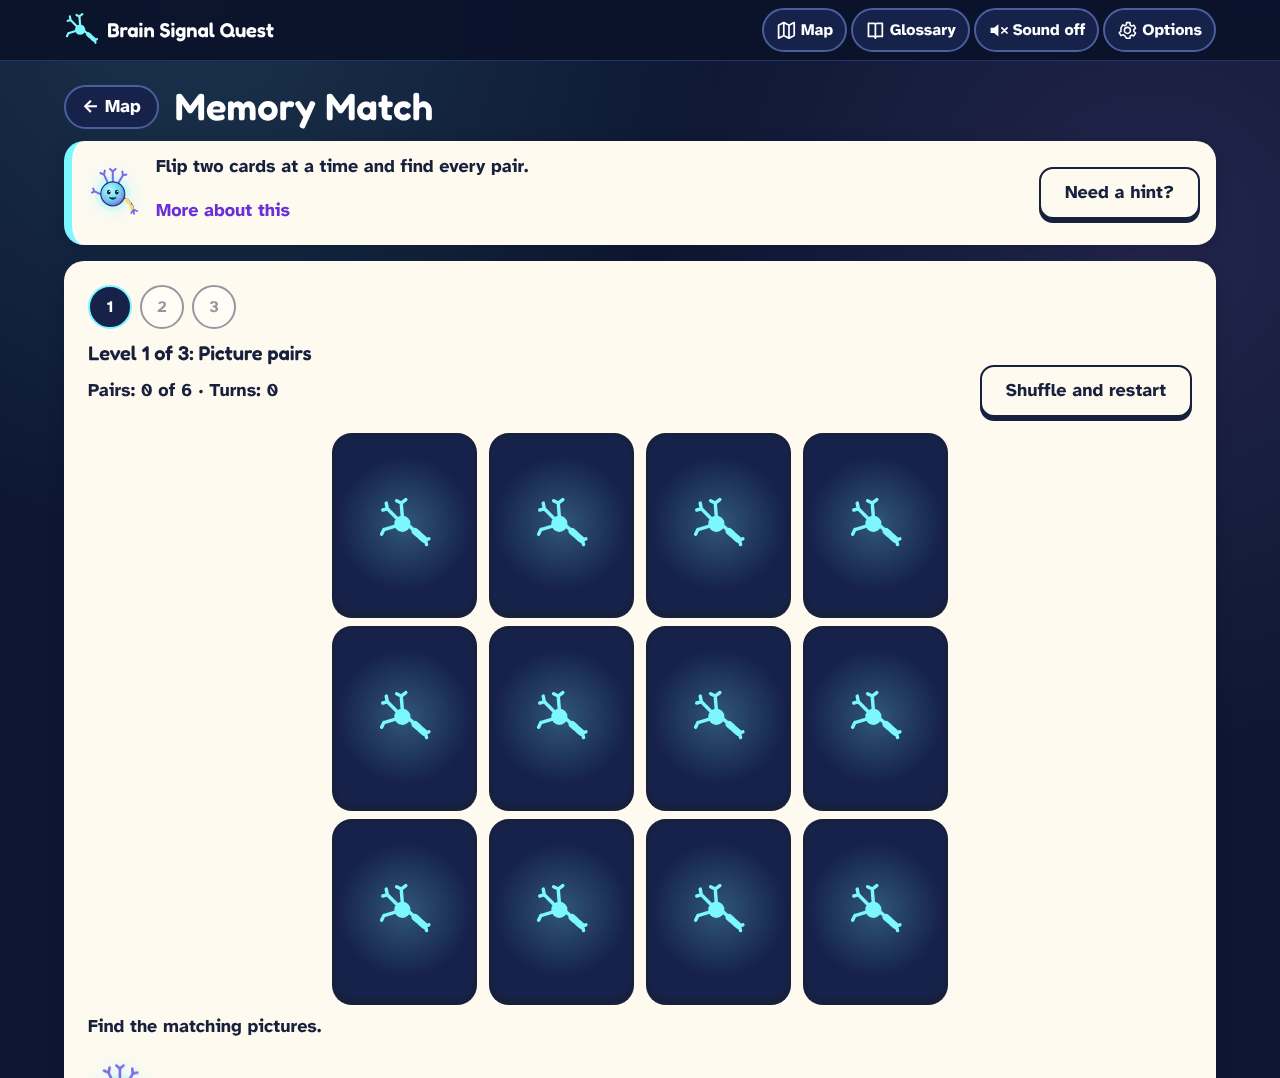 Brain Signal Quest
Map
Glossary
Sound off
Options
Map
Memory Match
Flip two cards at a time and find every pair.
More about this
Need a hint?
1
2
3
Level 1 of 3: Picture pairs
Pairs: 0 of 6 · Turns: 0
Shuffle and restart
Find the matching pictures.